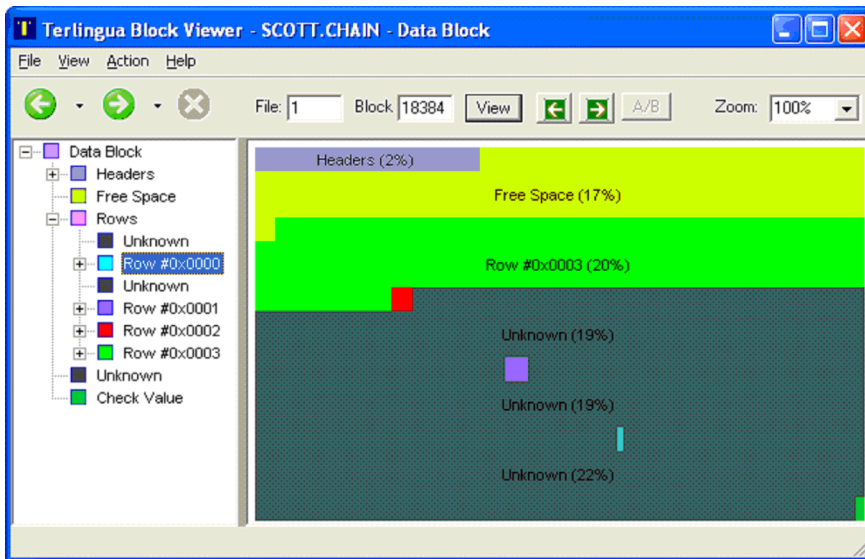 Terlingua Block Viewer - SCOTT.CHAIN - Data Block
File View Action Help
File: 1 Block 18384 View A/B Zoom: 100%
Data Block
Headers
Free Space
Rows
Unknown
Row #0x0000
Unknown
Row #0x0001
Row #0x0002
Row #0x0003
Unknown
Check Value
Headers (2%)
Free Space (17%)
Row #0x0003 (20%)
Unknown (19%)
Unknown (19%)
Unknown (22%)